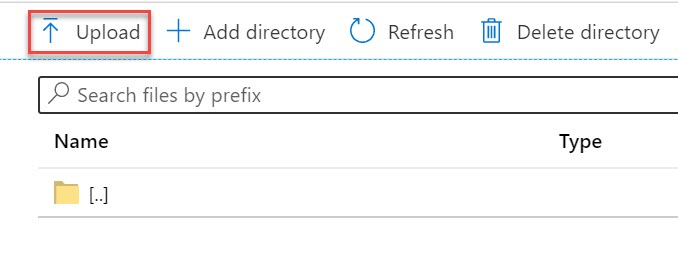 Upload Add directory Refresh Delete directory
Search files by prefix
Name Type
[..]